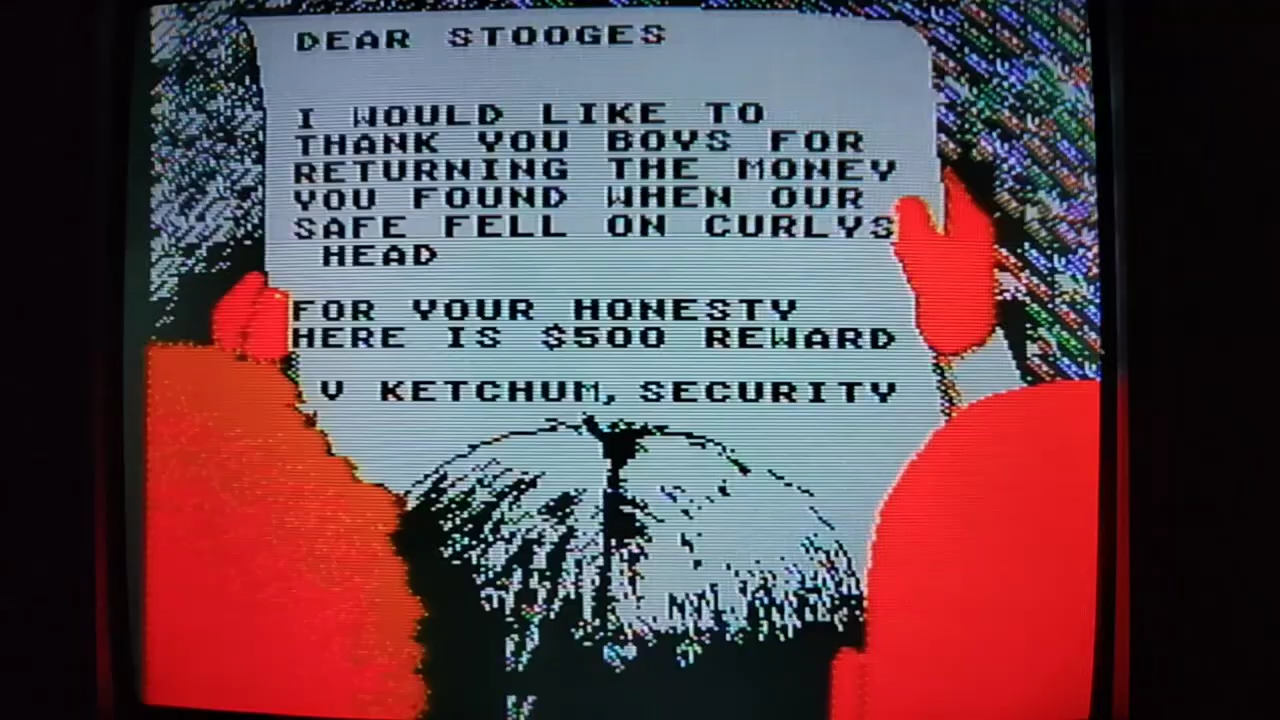 DEAR STOOGES
I WOULD LIKE TO
THANK YOU BOYS FOR
RETURNING THE MONEY
YOU FOUND WHEN OUR
SAFE FELL ON CURLYS
HEAD
FOR YOUR HONESTY
HERE IS $500 REWARD
V KETCHUM, SECURITY